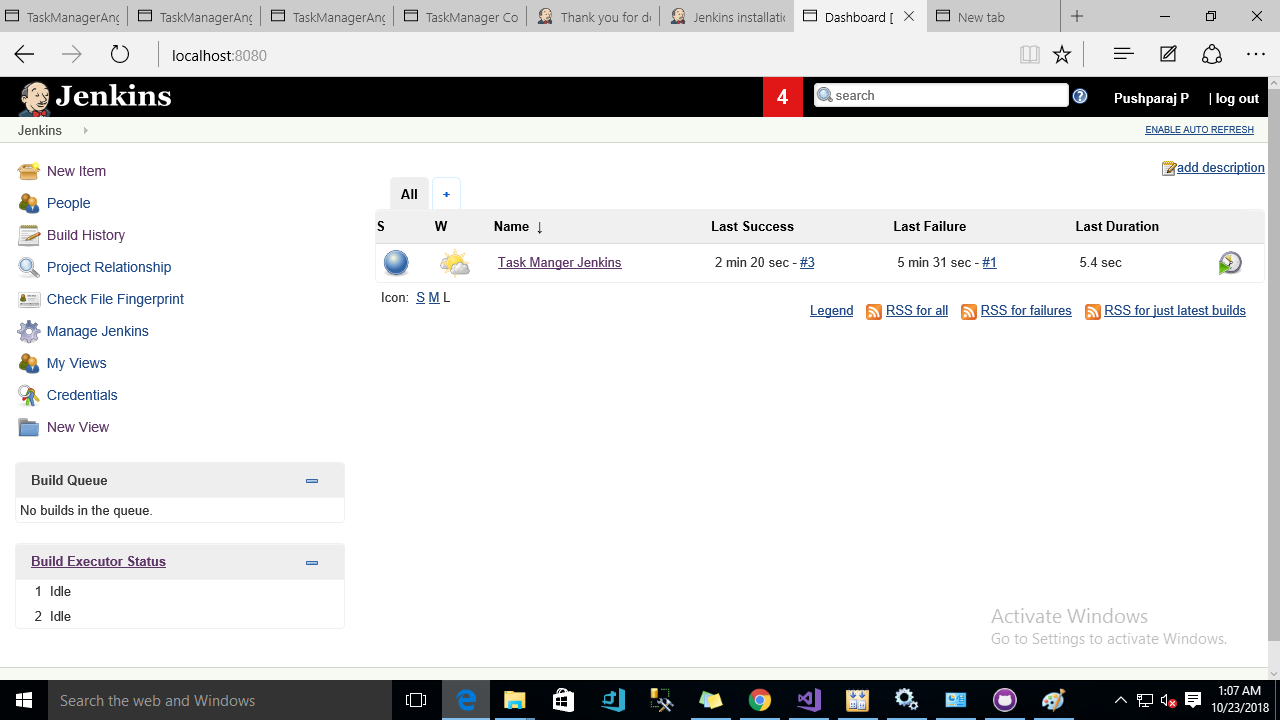 TaskManagerAng
TaskManagerAng
TaskManagerAng
TaskManager Co
Thank you for do
Jenkins installatio
Dashboard [
New tab
localhost:8080
Jenkins
4
search
Pushparaj P
| log out
Jenkins
ENABLE AUTO REFRESH
New Item
People
Build History
Project Relationship
Check File Fingerprint
Manage Jenkins
My Views
Credentials
New View
Build Queue
No builds in the queue.
Build Executor Status
1 Idle
2 Idle
add description
All +
S W Name ↓ Last Success Last Failure Last Duration
Task Manger Jenkins 2 min 20 sec - #3 5 min 31 sec - #1 5.4 sec
Icon: S M L
Legend RSS for all RSS for failures RSS for just latest builds
Activate Windows
Go to Settings to activate Windows.
Search the web and Windows
1:07 AM
10/23/2018